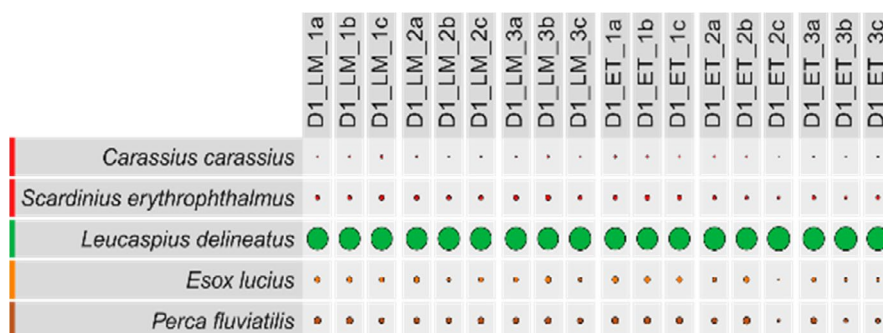 D1_LM_1a
D1_LM_1b
D1_LM_1c
D1_LM_2a
D1_LM_2b
D1_LM_2c
D1_LM_3a
D1_LM_3b
D1_LM_3c
D1_ET_1a
D1_ET_1b
D1_ET_1c
D1_ET_2a
D1_ET_2b
D1_ET_2c
D1_ET_3a
D1_ET_3b
D1_ET_3c
Carassius carassius
Scardinius erythrophthalmus
Leucaspius delineatus
Esox lucius
Perca fluviatilis